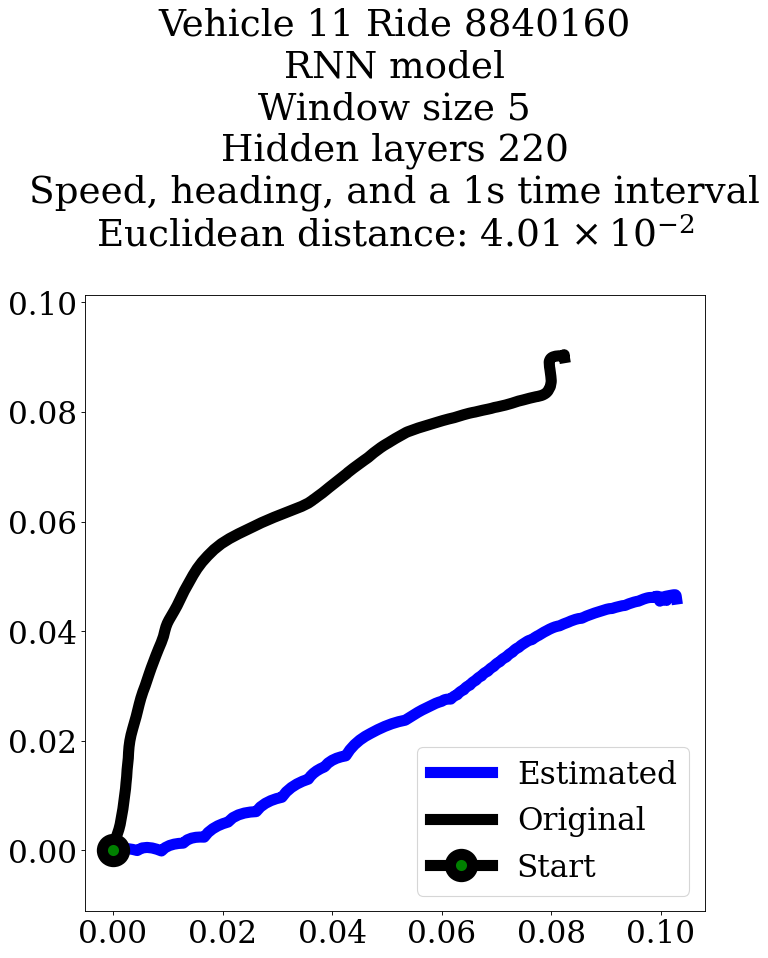 Vehicle 11 Ride 8840160
RNN model
Window size 5
Hidden layers 220
Speed, heading, and a 1s time interval
Euclidean distance: 4.01 × 10⁻²
0.10
0.08
0.06
0.04
0.02
0.00
Estimated
Original
Start
0.00 0.02 0.04 0.06 0.08 0.10